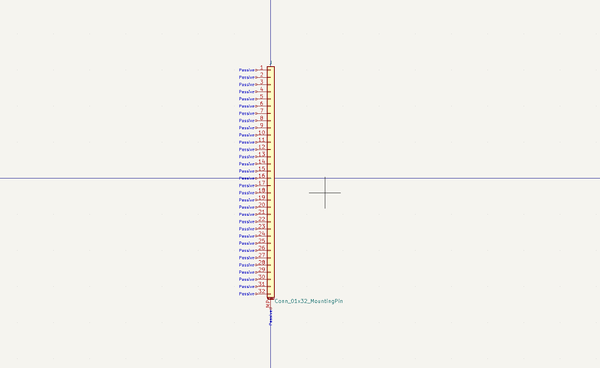 J
Passive 1
Passive 2
Passive 3
Passive 4
Passive 5
Passive 6
Passive 7
Passive 8
Passive 9
Passive 10
Passive 11
Passive 12
Passive 13
Passive 14
Passive 15
Passive 16
Passive 17
Passive 18
Passive 19
Passive 20
Passive 21
Passive 22
Passive 23
Passive 24
Passive 25
Passive 26
Passive 27
Passive 28
Passive 29
Passive 30
Passive 31
Passive 32
Conn_01x32_MountingPin
MP
Passive